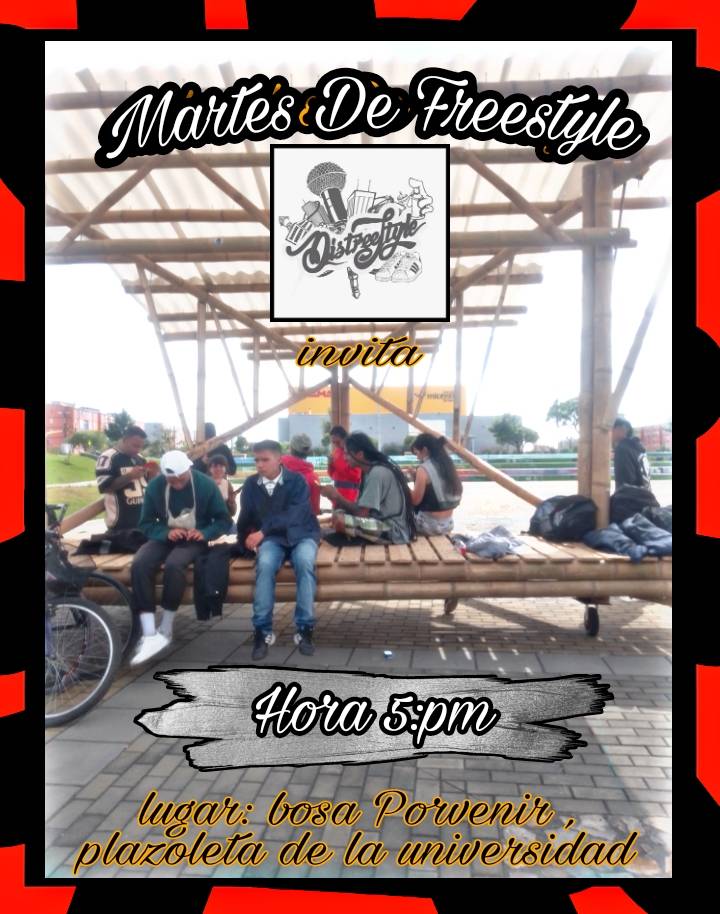 Martes De Freestyle
Distreestyle
invita
Hora 5:pm
lugar: bosa Porvenir ,
plazoleta de la universidad